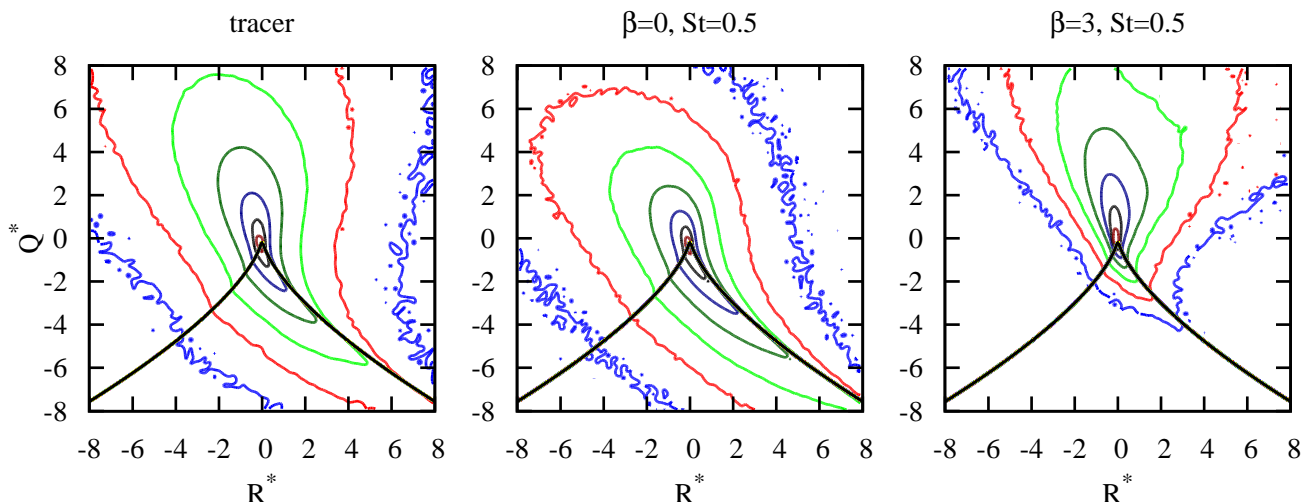 tracer
β=0, St=0.5
β=3, St=0.5
8 8 8
6 6 6
4 4 4
2 2 2
0 0 0
-2 -2 -2
-4 -4 -4
-6 -6 -6
-8 -8 -8
Q*
-8 -6 -4 -2 0 2 4 6 8
-8 -6 -4 -2 0 2 4 6 8
-8 -6 -4 -2 0 2 4 6 8
R*
R*
R*